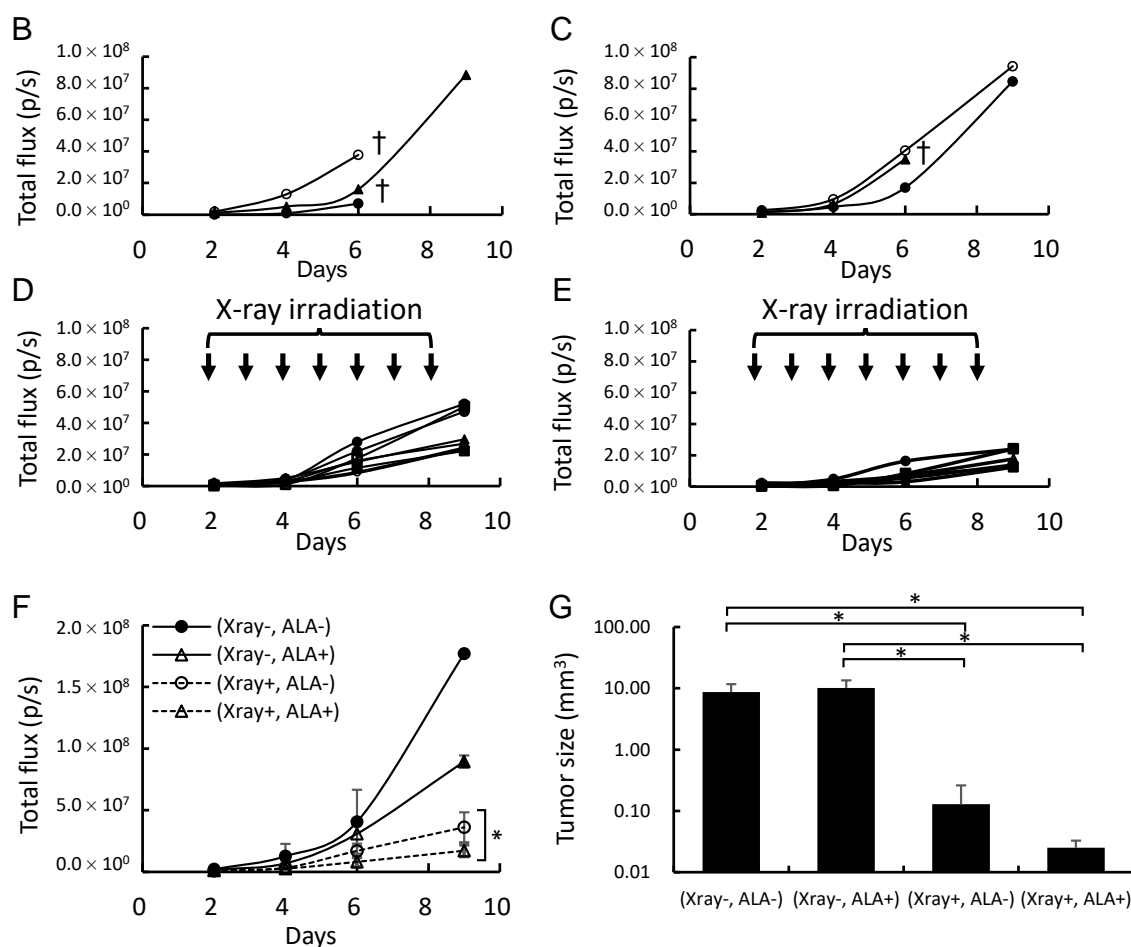 B
Total flux (p/s)
1.0 × 10⁸
8.0 × 10⁷
6.0 × 10⁷
4.0 × 10⁷
2.0 × 10⁷
0.0 × 10⁰
†
†
0 2 4 6 8 10
Days
C
Total flux (p/s)
1.0 × 10⁸
8.0 × 10⁷
6.0 × 10⁷
4.0 × 10⁷
2.0 × 10⁷
0.0 × 10⁰
†
0 2 4 6 8 10
Days
D
X-ray irradiation
Total flux (p/s)
1.0 × 10⁸
8.0 × 10⁷
6.0 × 10⁷
4.0 × 10⁷
2.0 × 10⁷
0.0 × 10⁰
0 2 4 6 8 10
Days
E
X-ray irradiation
Total flux (p/s)
1.0 × 10⁸
8.0 × 10⁷
6.0 × 10⁷
4.0 × 10⁷
2.0 × 10⁷
0.0 × 10⁰
0 2 4 6 8 10
Days
F
(Xray-, ALA-)
(Xray-, ALA+)
(Xray+, ALA-)
(Xray+, ALA+)
Total flux (p/s)
2.0 × 10⁸
1.5 × 10⁸
1.0 × 10⁸
5.0 × 10⁷
0.0 × 10⁰
*
0 2 4 6 8 10
Days
G
*
*
*
*
Tumor size (mm³)
100.00
10.00
1.00
0.10
0.01
(Xray-, ALA-) (Xray-, ALA+) (Xray+, ALA-) (Xray+, ALA+)